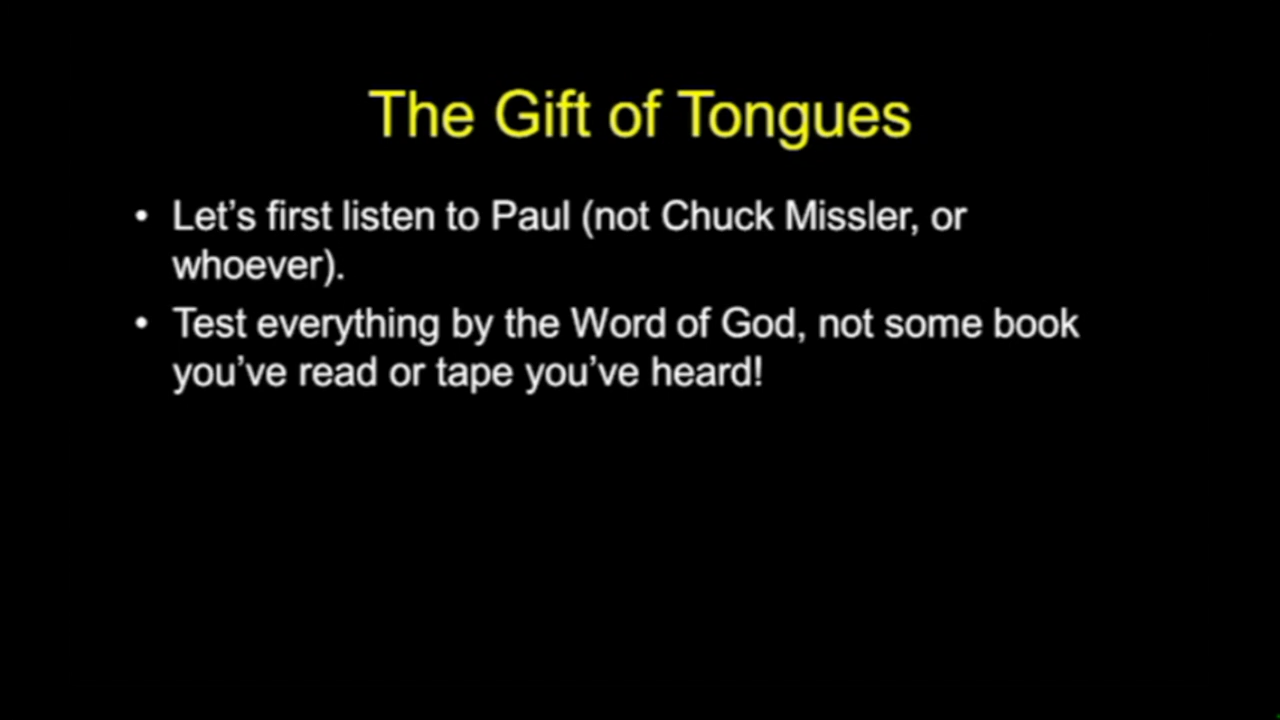 The Gift of Tongues
• Let’s first listen to Paul (not Chuck Missler, or
whoever).
• Test everything by the Word of God, not some book
you’ve read or tape you’ve heard!